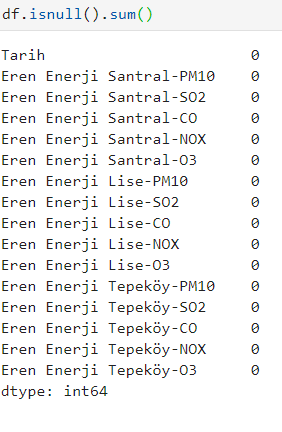 df.isnull().sum()
Tarih 0
Eren Enerji Santral-PM10 0
Eren Enerji Santral-SO2 0
Eren Enerji Santral-CO 0
Eren Enerji Santral-NOX 0
Eren Enerji Santral-O3 0
Eren Enerji Lise-PM10 0
Eren Enerji Lise-SO2 0
Eren Enerji Lise-CO 0
Eren Enerji Lise-NOX 0
Eren Enerji Lise-O3 0
Eren Enerji Tepeköy-PM10 0
Eren Enerji Tepeköy-SO2 0
Eren Enerji Tepeköy-CO 0
Eren Enerji Tepeköy-NOX 0
Eren Enerji Tepeköy-O3 0
dtype: int64